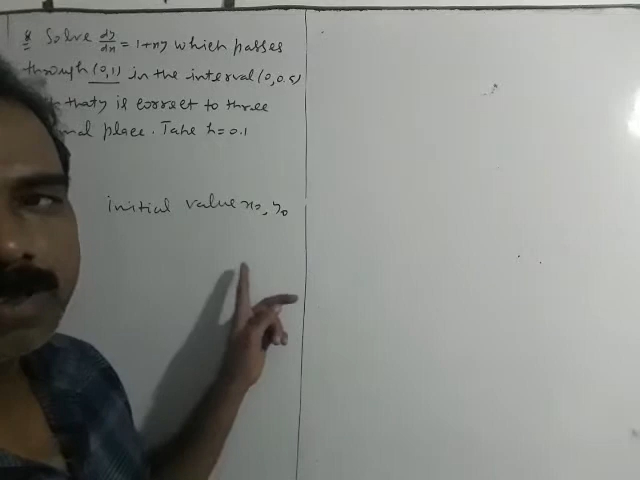 Q Solve dy/dx = 1+xy which passes
through (0,1) in the interval (0,0.5)
that y is correct to three
place. Take h=0.1
initial value x0, y0